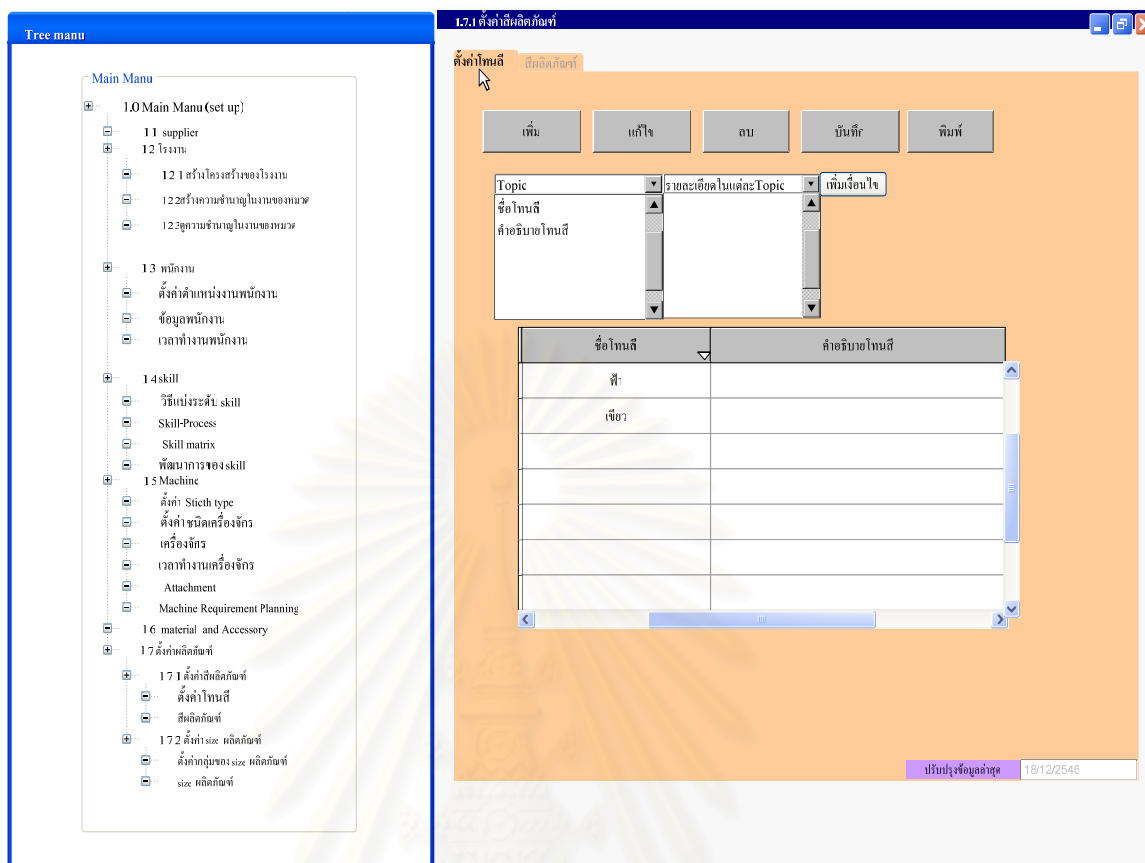 Tree manu
Main Manu
1.0 Main Manu (set up)
1 1 supplier
1 2 โรงงาน
1 2 1 สร้างโครงสร้างของโรงงาน
1 2 2สร้างความชำนาญในงานของหมวด
1 2 3ดูความชำนาญในงานของหมวด
1 3 พนักงาน
ตั้งค่าตำแหน่งงานพนักงาน
ข้อมูลพนักงาน
เวลาทำงานพนักงาน
1 4 skill
วิธีแบ่งระดับ skill
Skill-Process
Skill matrix
พัฒนาการของ skill
1 5 Machine
ตั้งค่า Sticth type
ตั้งค่า ชนิดเครื่องจักร
เครื่องจักร
เวลาทำงานเครื่องจักร
Attachment
Machine Requirement Planning
1 6 material and Accessory
1 7 ตั้งค่าผลิตภัณฑ์
1 7 1 ตั้งค่าสีผลิตภัณฑ์
ตั้งค่าโทนสี
สีผลิตภัณฑ์
1 7 2 ตั้งค่า size ผลิตภัณฑ์
ตั้งค่ากลุ่มของ size ผลิตภัณฑ์
size ผลิตภัณฑ์
1.7.1 ตั้งค่าสีผลิตภัณฑ์
ตั้งค่าโทนสี สีผลิตภัณฑ์
เพิ่ม แก้ไข ลบ บันทึก พิมพ์
Topic รายละเอียดในแต่ละTopic เพิ่มเงื่อนไข
ชื่อโทนสี
คำอธิบายโทนสี
ชื่อโทนสี คำอธิบายโทนสี
ฟ้า
เขียว
ปรับปรุงข้อมูลล่าสุด 18/12/2546